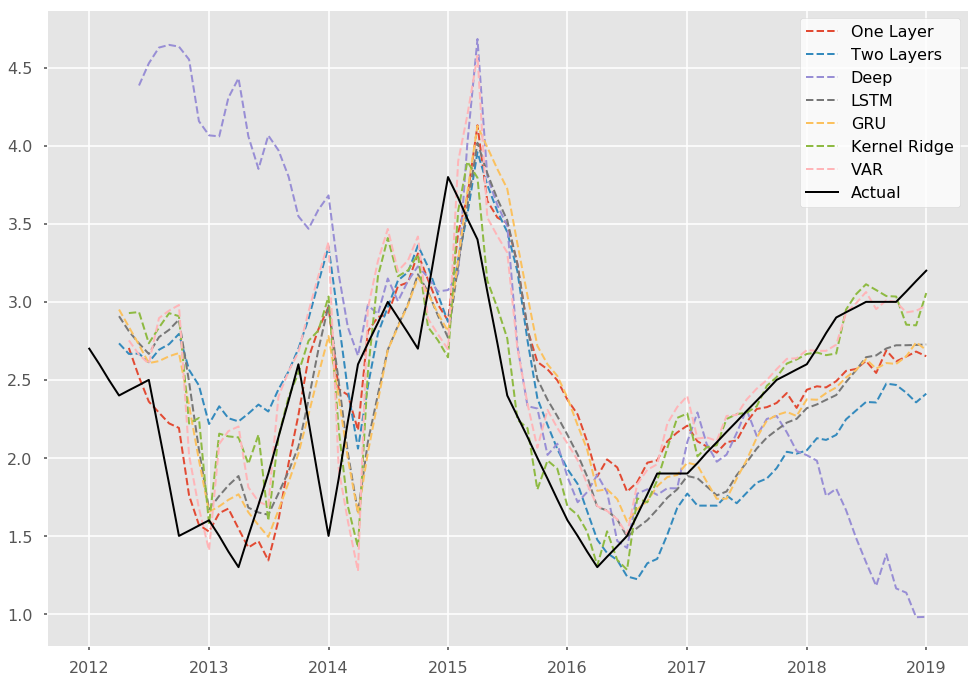 One Layer
Two Layers
Deep
LSTM
GRU
Kernel Ridge
VAR
Actual
4.5
4.0
3.5
3.0
2.5
2.0
1.5
1.0
2012 2013 2014 2015 2016 2017 2018 2019